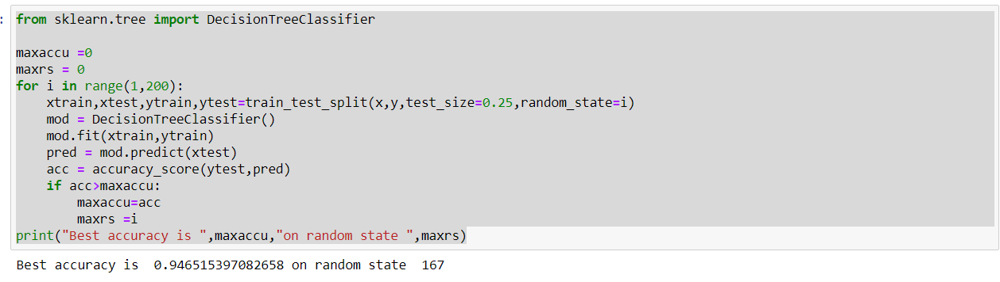 :
from sklearn.tree import DecisionTreeClassifier
maxaccu =0
maxrs = 0
for i in range(1,200):
    xtrain,xtest,ytrain,ytest=train_test_split(x,y,test_size=0.25,random_state=i)
    mod = DecisionTreeClassifier()
    mod.fit(xtrain,ytrain)
    pred = mod.predict(xtest)
    acc = accuracy_score(ytest,pred)
    if acc>maxaccu:
        maxaccu=acc
        maxrs =i
print("Best accuracy is ",maxaccu,"on random state ",maxrs)
Best accuracy is  0.946515397082658 on random state  167